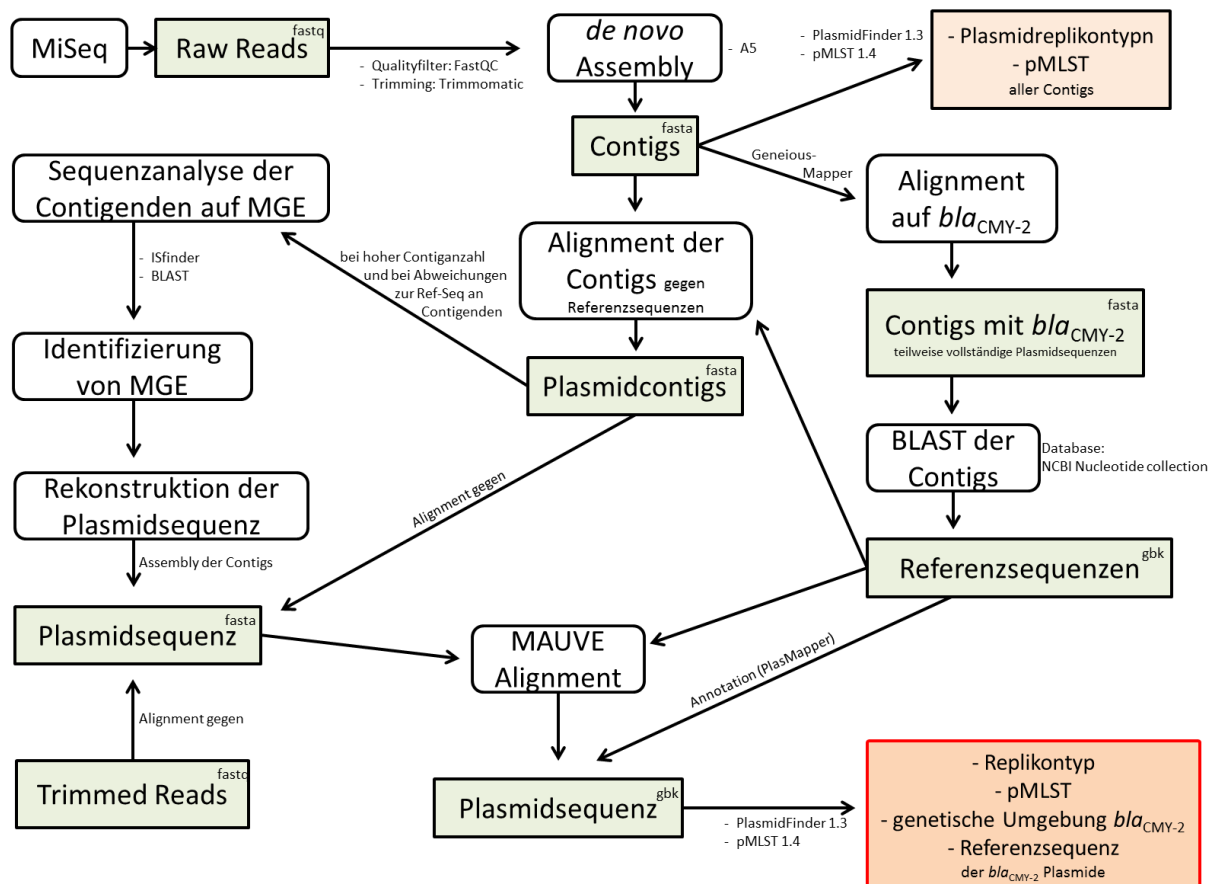 MiSeq
fastq
Raw Reads
- Qualityfilter: FastQC
- Trimming: Trimmomatic
de novo
Assembly
- A5
- PlasmidFinder 1.3
- pMLST 1.4
- Plasmidreplikontypn
- pMLST
aller Contigs
fasta
Contigs
Geneious-
Mapper
Sequenzanalyse der
Contigenden auf MGE
- ISfinder
- BLAST
bei hoher Contiganzahl
und bei Abweichungen
zur Ref-Seq an
Contigenden
Alignment der
Contigs gegen
Referenzsequenzen
Alignment
auf blaCMY-2
fasta
Contigs mit blaCMY-2
teilweise vollständige Plasmidsequenzen
Identifizierung
von MGE
fasta
Plasmidcontigs
BLAST der
Contigs
Database:
NCBI Nucleotide collection
Rekonstruktion der
Plasmidsequenz
Assembly der Contigs
Alignment gegen
gbk
Referenzsequenzen
fasta
Plasmidsequenz
MAUVE
Alignment
Annotation (PlasMapper)
Alignment gegen
fastq
Trimmed Reads
gbk
Plasmidsequenz
- PlasmidFinder 1.3
- pMLST 1.4
- Replikontyp
- pMLST
- genetische Umgebung blaCMY-2
- Referenzsequenz
der blaCMY-2 Plasmide